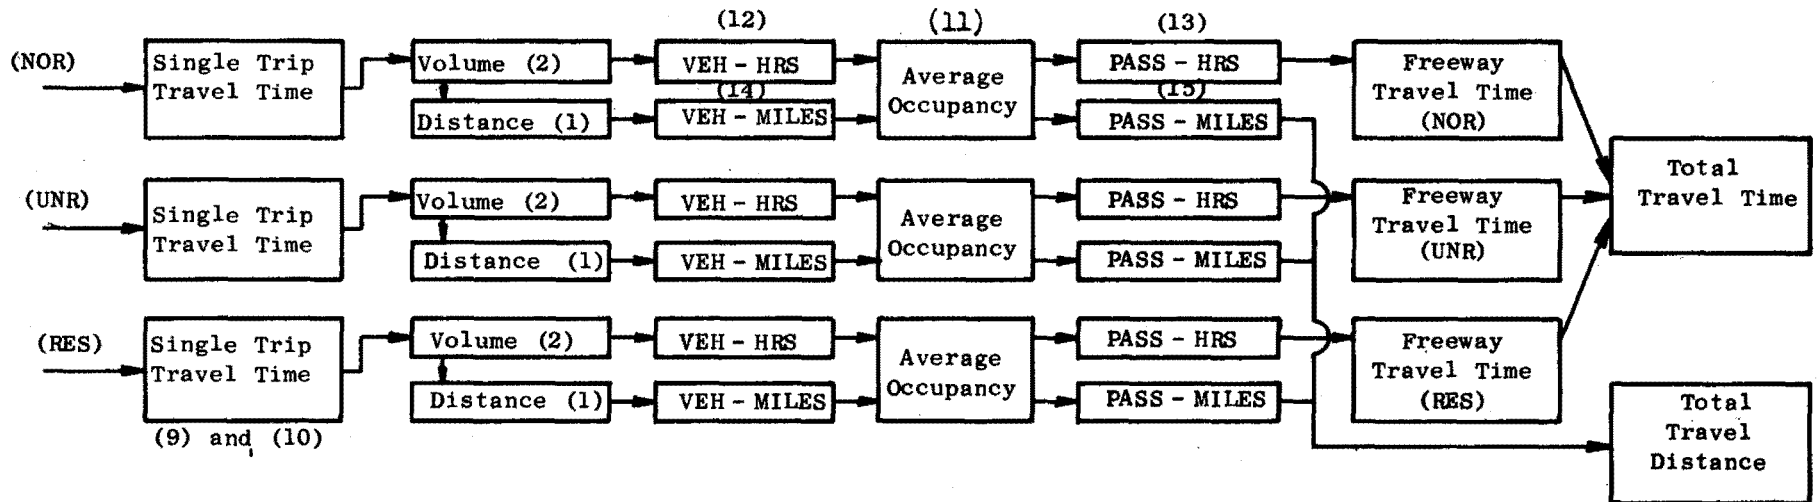 (12)
(11)
(13)
(NOR)
Single Trip
Travel Time
Volume (2)
Distance (1)
VEH - HRS
(14)
VEH - MILES
Average
Occupancy
PASS - HRS
(15)
PASS - MILES
Freeway
Travel Time
(NOR)
(UNR)
Single Trip
Travel Time
Volume (2)
Distance (1)
VEH - HRS
VEH - MILES
Average
Occupancy
PASS - HRS
PASS - MILES
Freeway
Travel Time
(UNR)
Total
Travel Time
(RES)
Single Trip
Travel Time
(9) and (10)
Volume (2)
Distance (1)
VEH - HRS
VEH - MILES
Average
Occupancy
PASS - HRS
PASS - MILES
Freeway
Travel Time
(RES)
Total
Travel
Distance